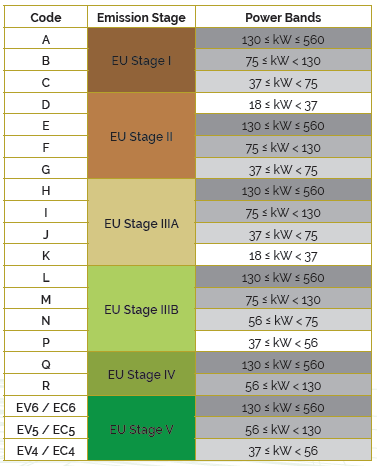 Code Emission Stage Power Bands
A EU Stage I 130 ≤ kW ≤ 560
B 75 ≤ kW < 130
C 37 ≤ kW < 75
D EU Stage II 18 ≤ kW < 37
E 130 ≤ kW ≤ 560
F 75 ≤ kW < 130
G 37 ≤ kW < 75
H EU Stage IIIA 130 ≤ kW ≤ 560
I 75 ≤ kW < 130
J 37 ≤ kW < 75
K 18 ≤ kW < 37
L EU Stage IIIB 130 ≤ kW ≤ 560
M 75 ≤ kW < 130
N 56 ≤ kW < 75
P 37 ≤ kW < 56
Q EU Stage IV 130 ≤ kW ≤ 560
R 56 ≤ kW < 130
EV6 / EC6 EU Stage V 130 ≤ kW ≤ 560
EV5 / EC5 56 ≤ kW < 130
EV4 / EC4 37 ≤ kW < 56